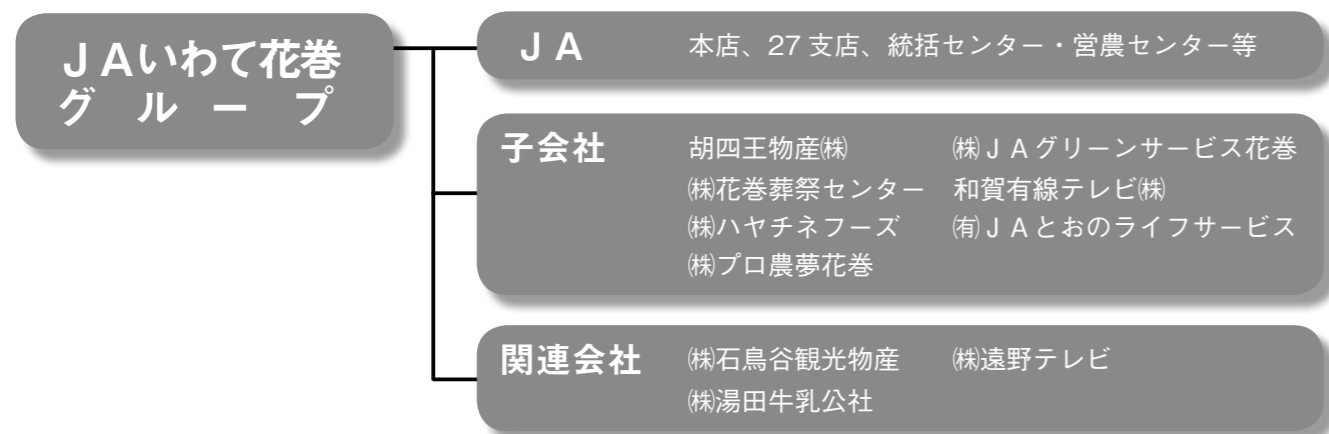 ＪＡいわて花巻
グループ
ＪＡ
本店、27 支店、統括センター・営農センター等
子会社
胡四王物産㈱
㈱ＪＡグリーンサービス花巻
㈱花巻葬祭センター
和賀有線テレビ㈱
㈱ハヤチネフーズ
㈲ＪＡとおのライフサービス
㈱プロ農夢花巻
関連会社
㈱石鳥谷観光物産
㈱遠野テレビ
㈱湯田牛乳公社